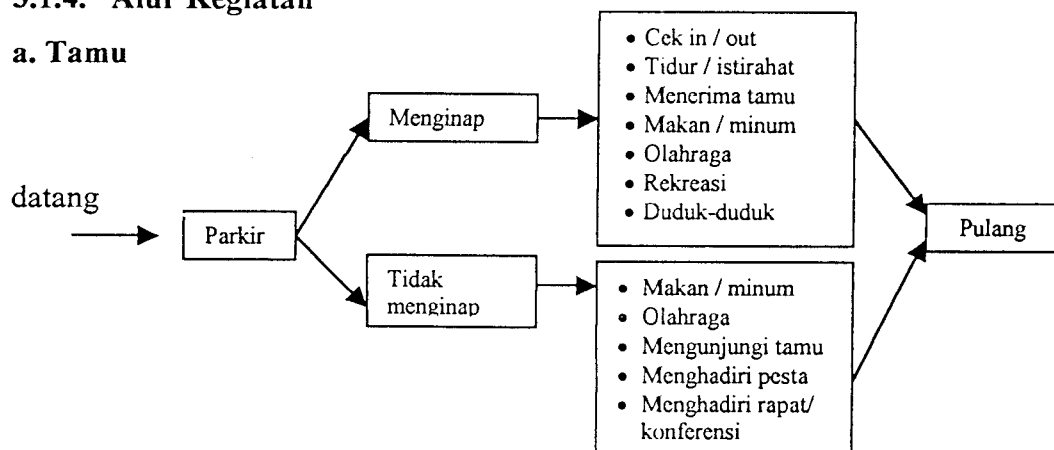 3.1.4. Alur Kegiatan
a. Tamu
datang
Parkir
Menginap
• Cek in / out
• Tidur / istirahat
• Menerima tamu
• Makan / minum
• Olahraga
• Rekreasi
• Duduk-duduk
Tidak
menginap
• Makan / minum
• Olahraga
• Mengunjungi tamu
• Menghadiri pesta
• Menghadiri rapat/
konferensi
Pulang